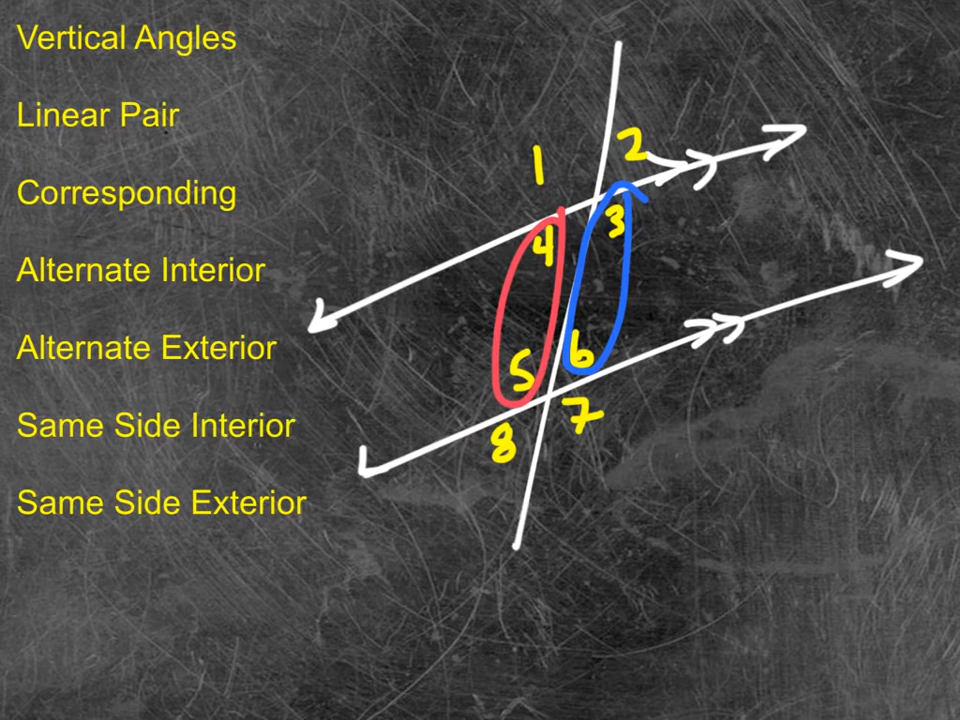 Vertical Angles
Linear Pair
Corresponding
Alternate Interior
Alternate Exterior
Same Side Interior
Same Side Exterior
1 2
4 3
5 6
8 7